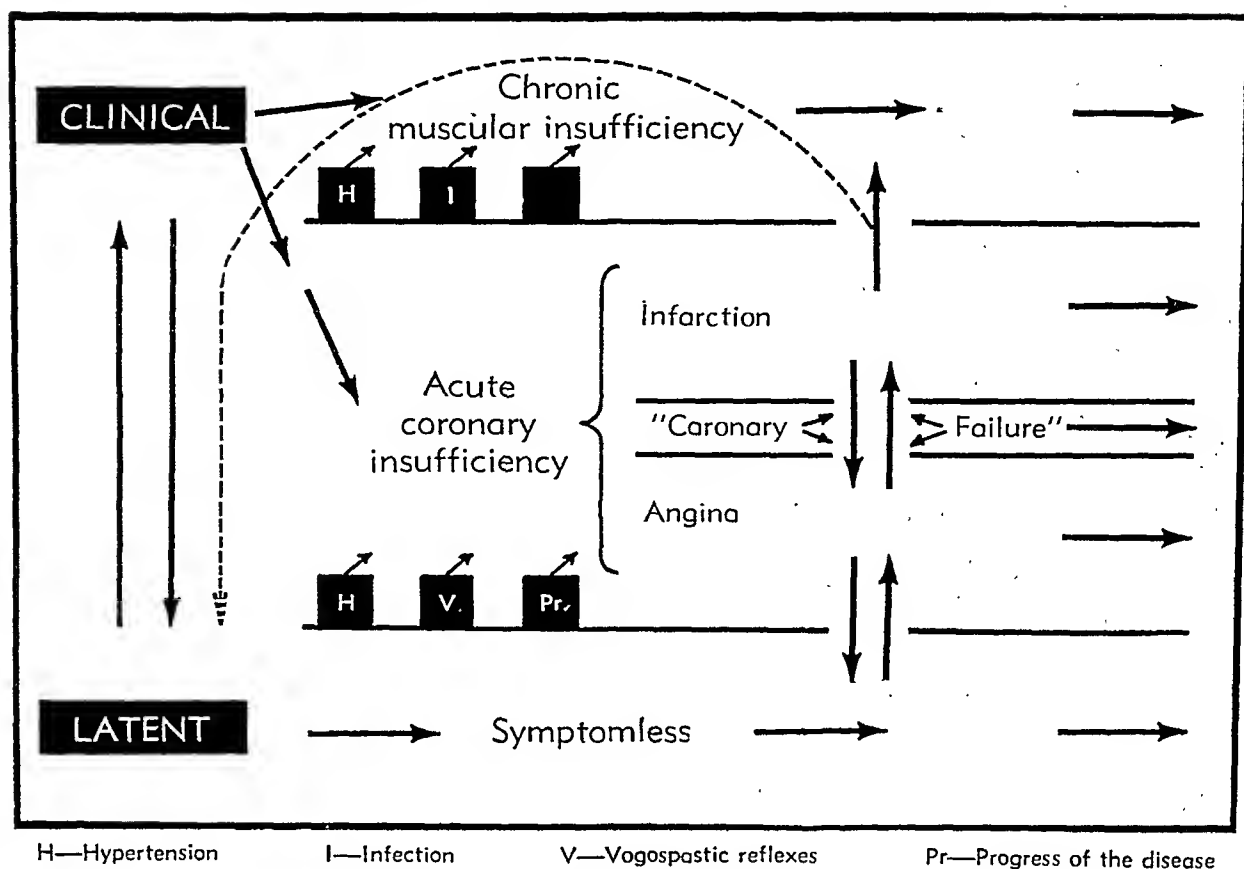 CLINICAL
Chronic
muscular insufficiency
H I
Infarction
Acute
coronary
insufficiency
"Caronary Failure"
Angina
H V. Pr.
LATENT
Symptomless
H—Hypertension I—Infection V—Vogospastic reflexes Pr—Progress of the disease